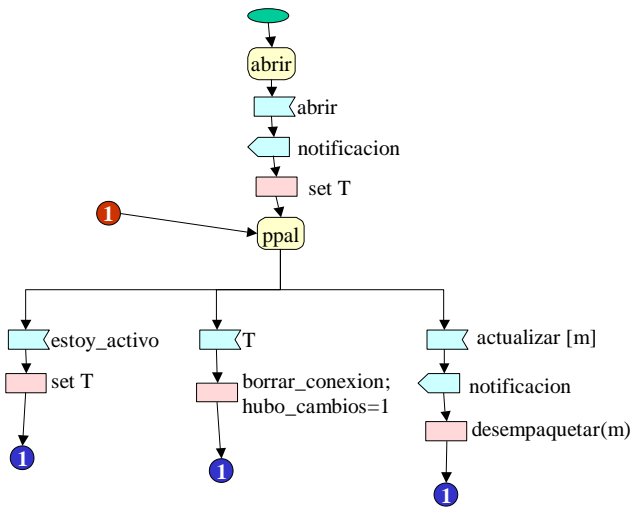 abrir
abrir
notificacion
set T
1
ppal
estoy_activo
T
actualizar [m]
set T
borrar_conexion;
hubo_cambios=1
notificacion
desempaquetar(m)
1
1
1